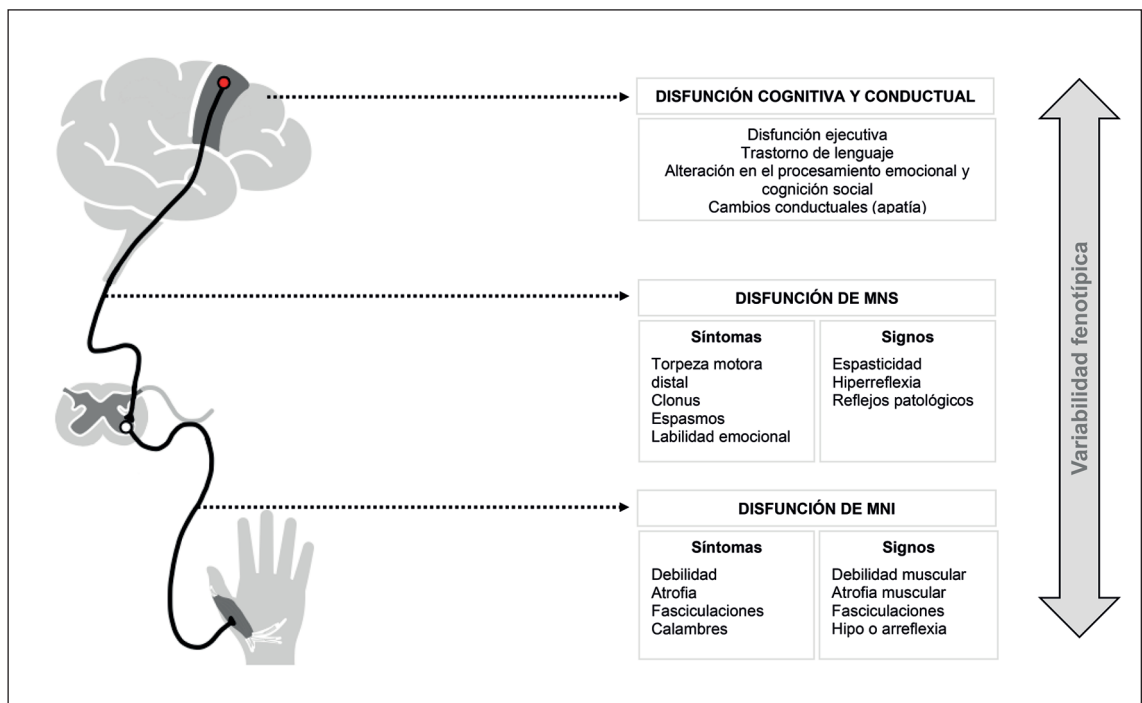 DISFUNCIÓN COGNITIVA Y CONDUCTUAL
Disfunción ejecutiva
Trastorno de lenguaje
Alteración en el procesamiento emocional y
cognición social
Cambios conductuales (apatía)
DISFUNCIÓN DE MNS
Síntomas
Torpeza motora
distal
Clonus
Espasmos
Labilidad emocional
Signos
Espasticidad
Hiperreflexia
Reflejos patológicos
DISFUNCIÓN DE MNI
Síntomas
Debilidad
Atrofia
Fasciculaciones
Calambres
Signos
Debilidad muscular
Atrofia muscular
Fasciculaciones
Hipo o arreflexia
Variabilidad fenotípica